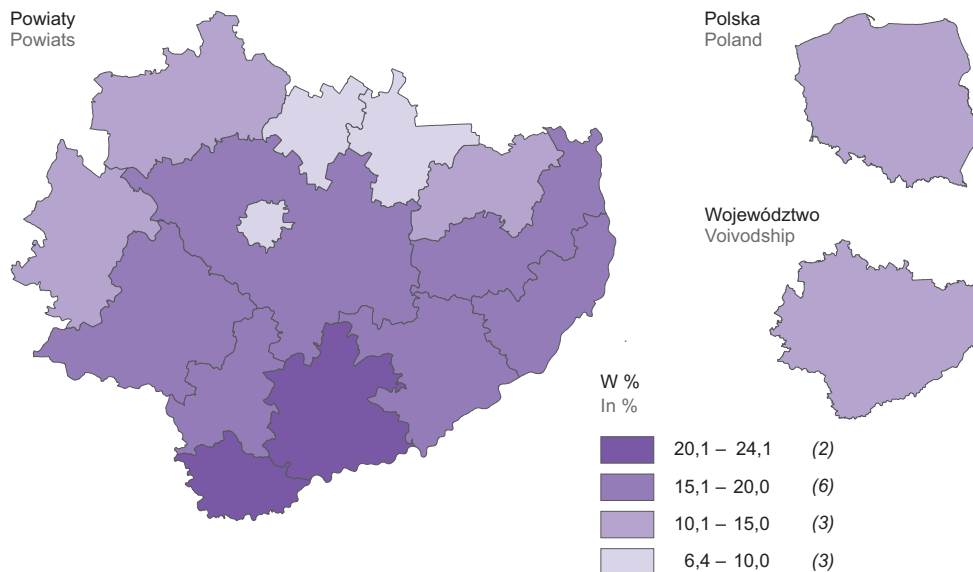 Powiaty
Powiats
Polska
Poland
Województwo
Voivodship
W %
In %
20,1 – 24,1 (2)
15,1 – 20,0 (6)
10,1 – 15,0 (3)
6,4 – 10,0 (3)